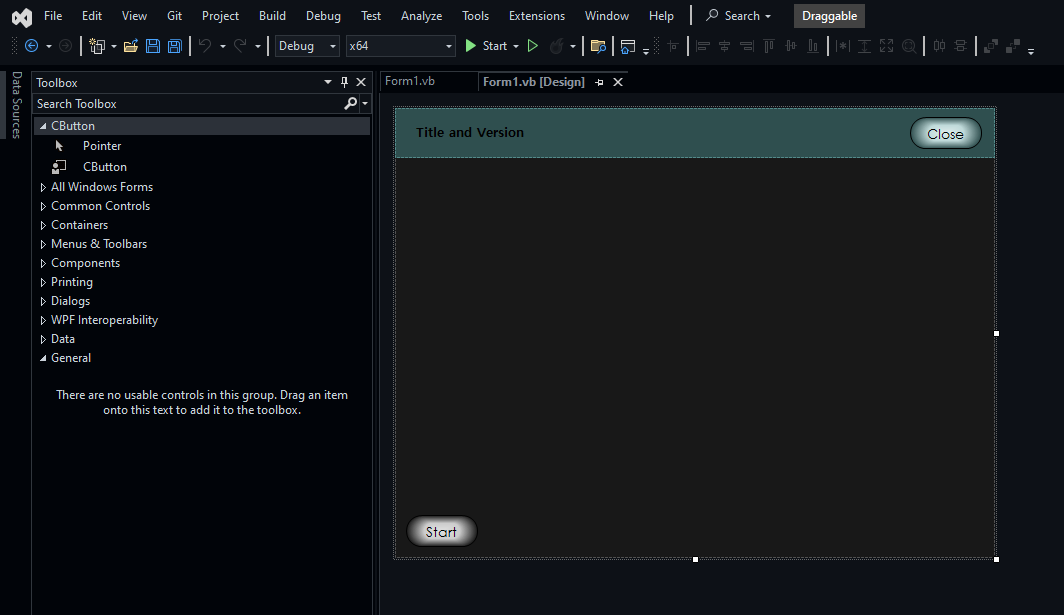 File Edit View Git Project Build Debug Test Analyze Tools Extensions Window Help Search Draggable
Debug x64 Start
Data Sources
Toolbox
Form1.vb Form1.vb [Design]
Search Toolbox
CButton
Pointer
CButton
All Windows Forms
Common Controls
Containers
Menus & Toolbars
Components
Printing
Dialogs
WPF Interoperability
Data
General
There are no usable controls in this group. Drag an item
onto this text to add it to the toolbox.
Title and Version
Close
Start